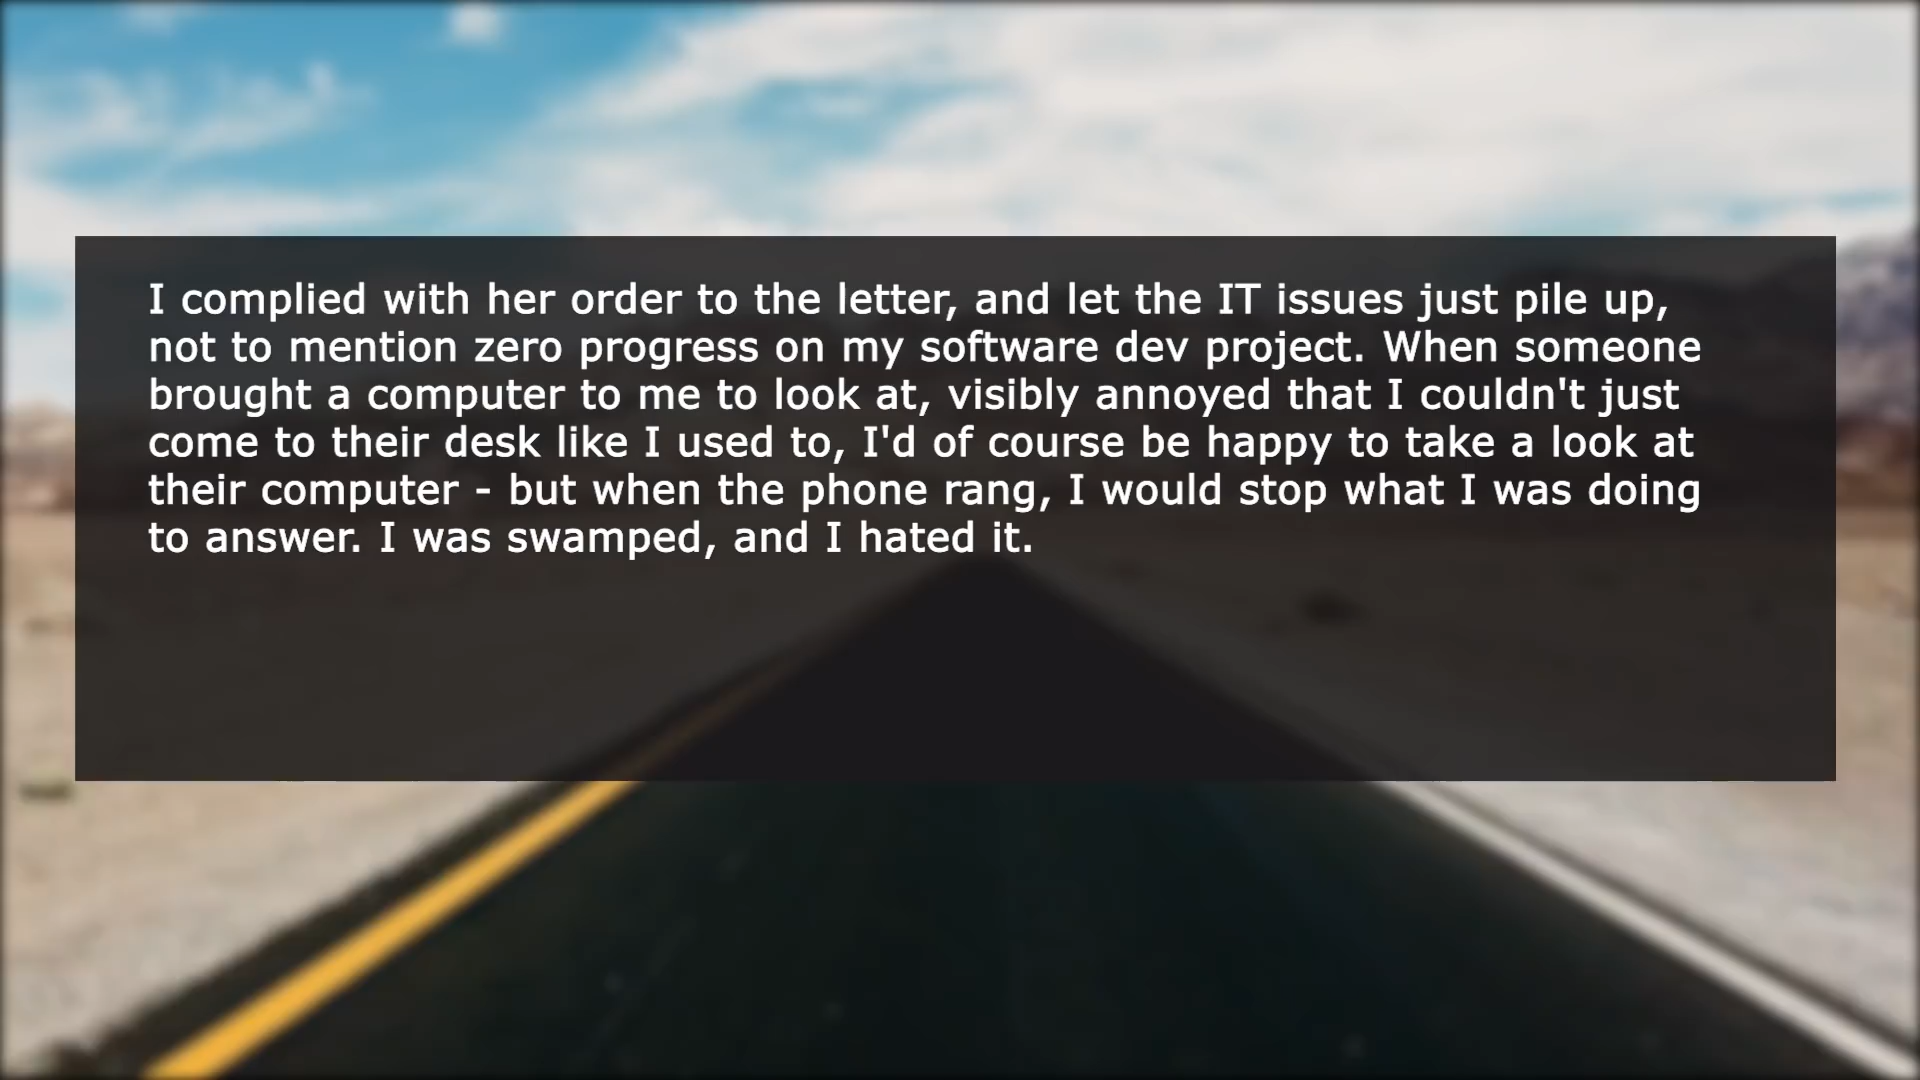 I complied with her order to the letter, and let the IT issues just pile up,
not to mention zero progress on my software dev project. When someone
brought a computer to me to look at, visibly annoyed that I couldn't just
come to their desk like I used to, I'd of course be happy to take a look at
their computer - but when the phone rang, I would stop what I was doing
to answer. I was swamped, and I hated it.